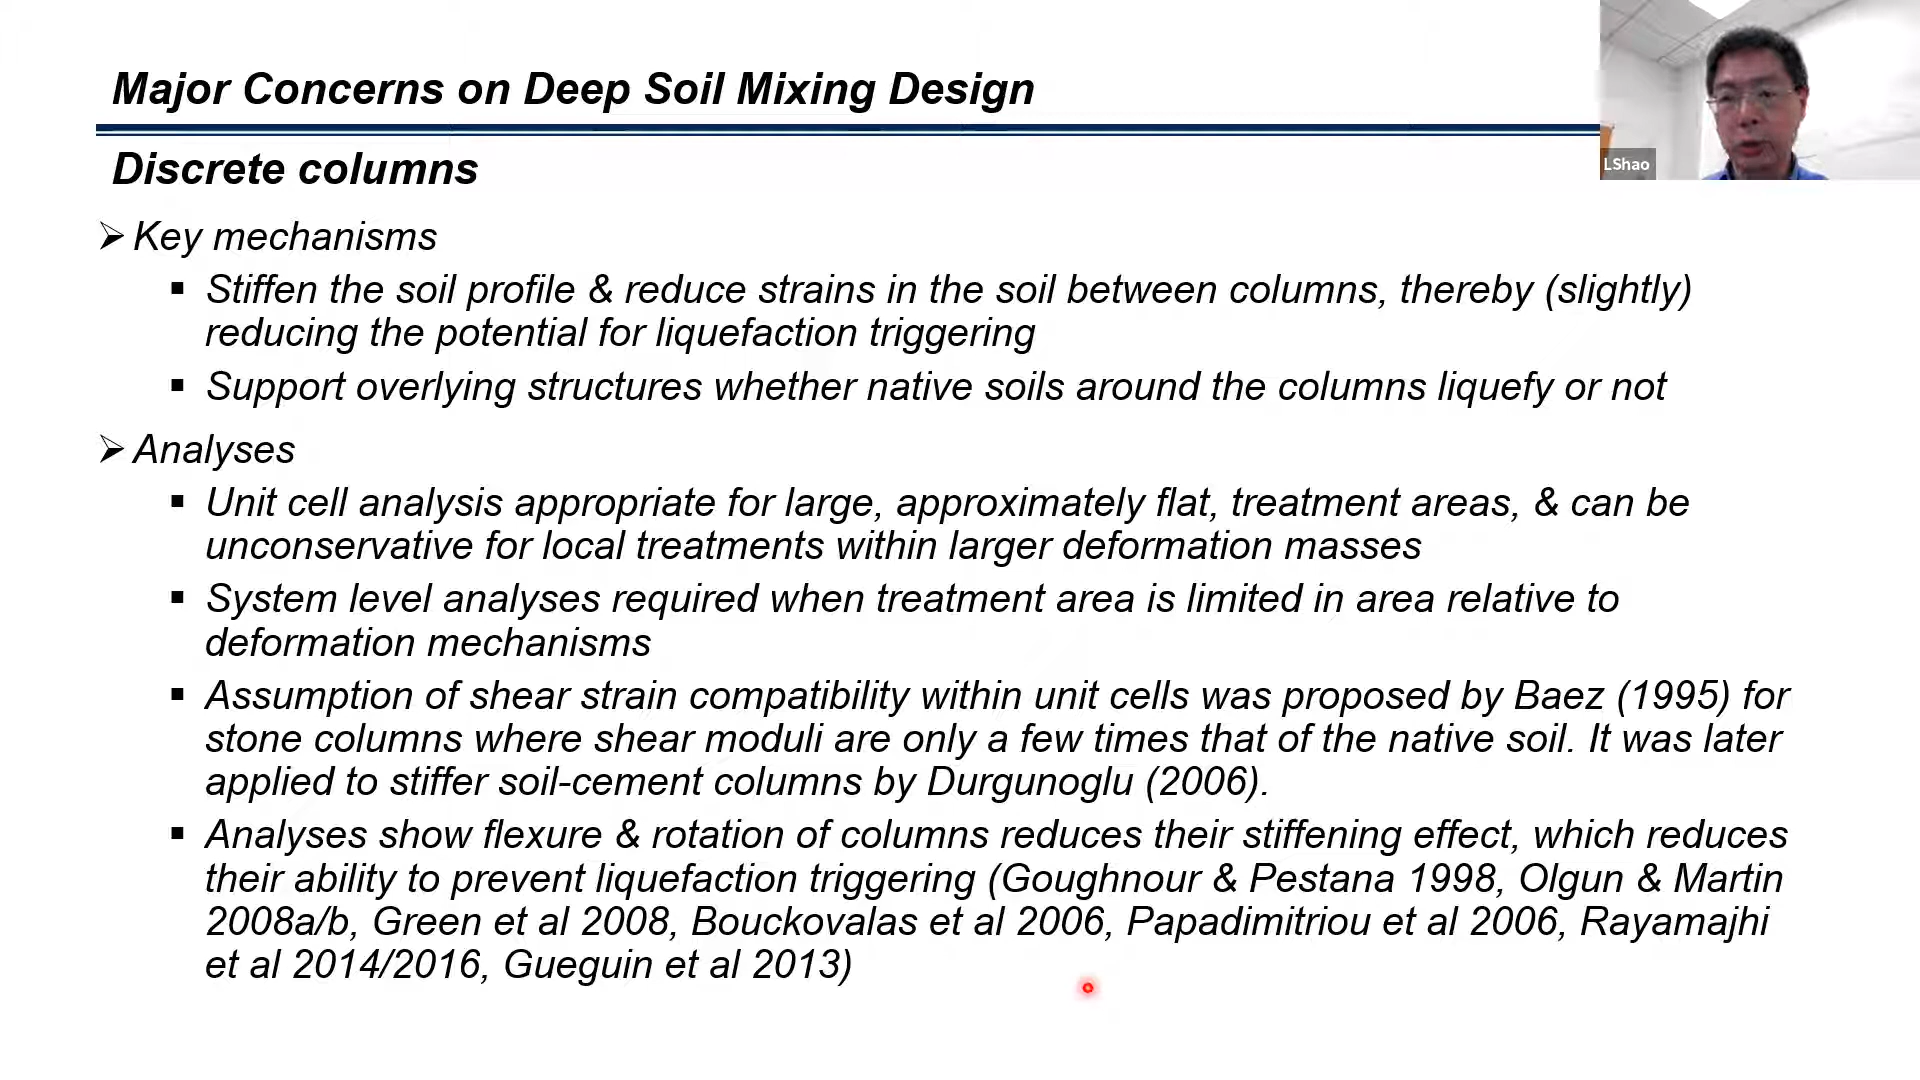 Major Concerns on Deep Soil Mixing Design
LShao
Discrete columns
Key mechanisms
Stiffen the soil profile & reduce strains in the soil between columns, thereby (slightly)
reducing the potential for liquefaction triggering
Support overlying structures whether native soils around the columns liquefy or not
Analyses
Unit cell analysis appropriate for large, approximately flat, treatment areas, & can be
unconservative for local treatments within larger deformation masses
System level analyses required when treatment area is limited in area relative to
deformation mechanisms
Assumption of shear strain compatibility within unit cells was proposed by Baez (1995) for
stone columns where shear moduli are only a few times that of the native soil. It was later
applied to stiffer soil-cement columns by Durgunoglu (2006).
Analyses show flexure & rotation of columns reduces their stiffening effect, which reduces
their ability to prevent liquefaction triggering (Goughnour & Pestana 1998, Olgun & Martin
2008a/b, Green et al 2008, Bouckovalas et al 2006, Papadimitriou et al 2006, Rayamajhi
et al 2014/2016, Gueguin et al 2013)